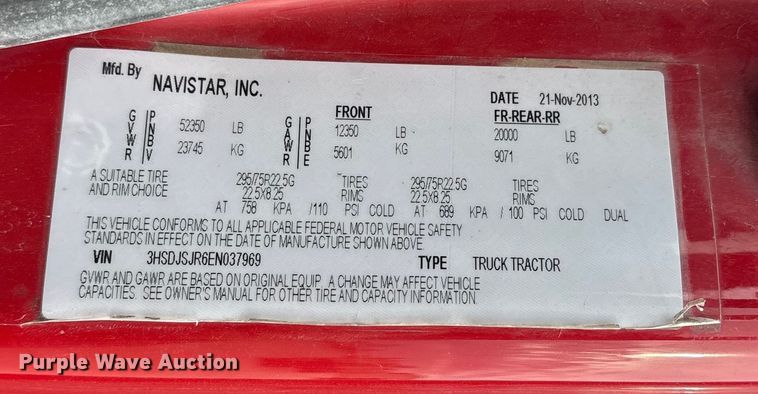 Mfd. By NAVISTAR, INC. DATE 21-Nov-2013
FRONT FR-REAR-RR
GVWR PNBV 52350 LB GAWR PNBE 12350 LB 20000 LB
23745 KG 5601 KG 9071 KG
A SUITABLE TIRE 295/75R22.5G TIRES 295/75R22.5G TIRES
AND RIM CHOICE 22.5X8.25 RIMS 22.5X8.25 RIMS
AT 758 KPA /110 PSI COLD AT 689 KPA / 100 PSI COLD DUAL
THIS VEHICLE CONFORMS TO ALL APPLICABLE FEDERAL MOTOR VEHICLE SAFETY
STANDARDS IN EFFECT ON THE DATE OF MANUFACTURE SHOWN ABOVE.
VIN 3HSDJSJR6EN037969 TYPE TRUCK TRACTOR
GVWR AND GAWR ARE BASED ON ORIGINAL EQUIP. A CHANGE MAY AFFECT VEHICLE
CAPACITIES. SEE OWNER'S MANUAL FOR OTHER TIRE AND CAPACITY INFORMATION.
Purple Wave Auction